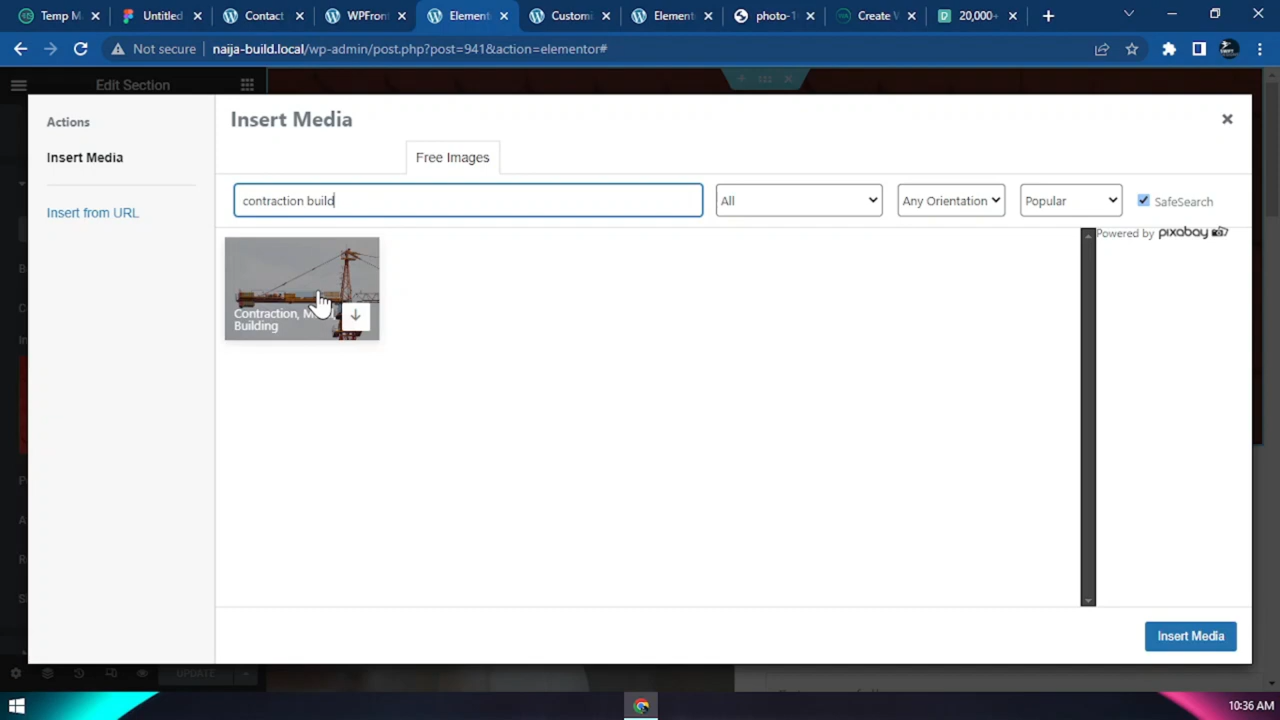 Temp M
Untitled
Contact
WPFront
Element
Customi
Element
photo-1
Create V
20,000+
Not secure
naija-build.local/wp-admin/post.php?post=941&action=elementor#
Edit Section
Actions
Insert Media
Insert from URL
Insert Media
Free Images
contraction build
All
Any Orientation
Popular
SafeSearch
Powered by pixabay
Contraction,
Building
Insert Media
UPDATE
10:36 AM